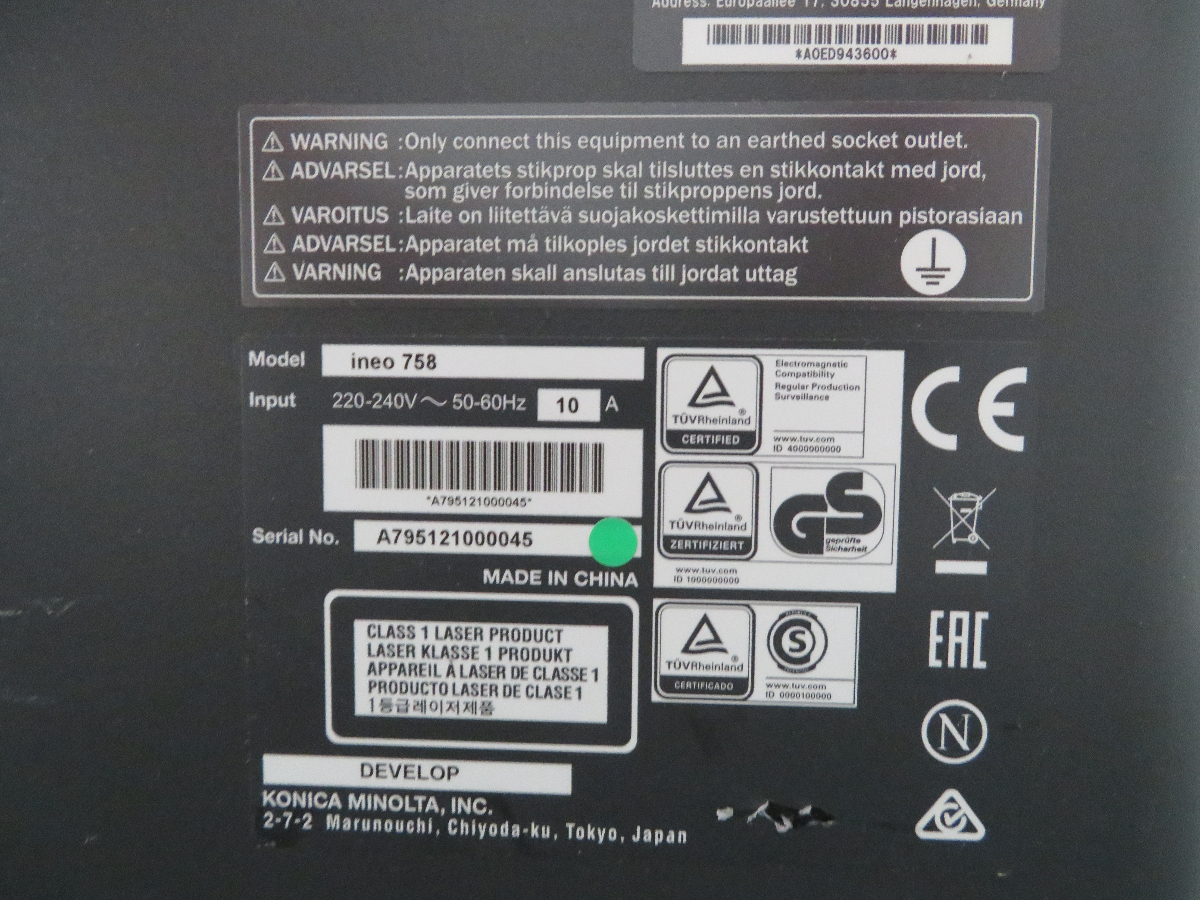 Address: Europaallee 17, 30855 Langenhagen, Germany
*A0ED943600*
WARNING :Only connect this equipment to an earthed socket outlet.
ADVARSEL:Apparatets stikprop skal tilsluttes en stikkontakt med jord,
som giver forbindelse til stikproppens jord.
VAROITUS :Laite on liitettävä suojakoskettimilla varustettuun pistorasiaan
ADVARSEL:Apparatet må tilkoples jordet stikkontakt
VARNING :Apparaten skall anslutas till jordat uttag
Model ineo 758
Input 220-240V～ 50-60Hz 10 A
*A795121000045*
Serial No. A795121000045
MADE IN CHINA
CLASS 1 LASER PRODUCT
LASER KLASSE 1 PRODUKT
APPAREIL À LASER DE CLASSE 1
PRODUCTO LASER DE CLASE 1
1등급레이저제품
DEVELOP
KONICA MINOLTA, INC.
2-7-2 Marunouchi, Chiyoda-ku, Tokyo, Japan
TÜVRheinland®
CERTIFIED
Electromagnetic
Compatibility
Regular Production
Surveillance
www.tuv.com
ID 4000000000
TÜVRheinland®
ZERTIFIZIERT
GS
geprüfte
Sicherheit
www.tuv.com
ID 1000000000
TÜVRheinland®
CERTIFICADO
S
www.tuv.com
ID 0000100000
CE
EAC
N